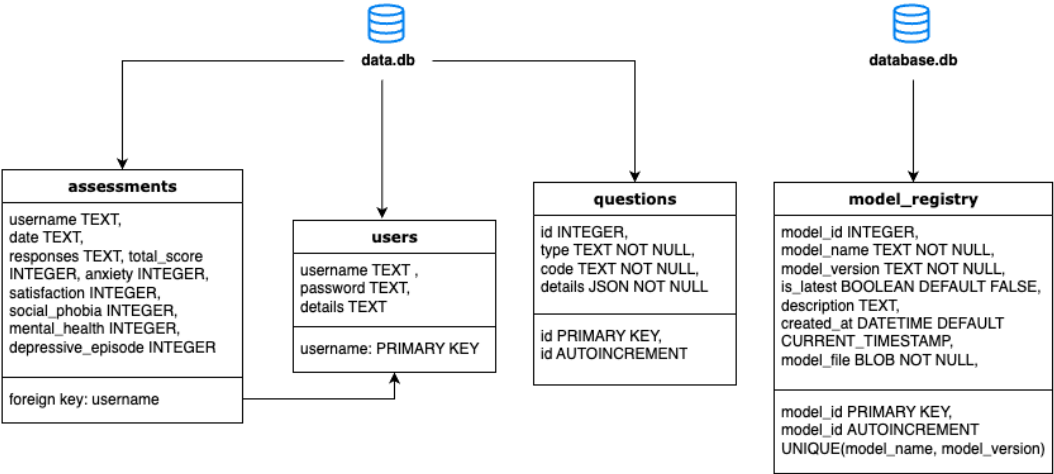 data.db
database.db
assessments
username TEXT,
date TEXT,
responses TEXT, total_score
INTEGER, anxiety INTEGER,
satisfaction INTEGER,
social_phobia INTEGER,
mental_health INTEGER,
depressive_episode INTEGER
foreign key: username
users
username TEXT ,
password TEXT,
details TEXT
username: PRIMARY KEY
questions
id INTEGER,
type TEXT NOT NULL,
code TEXT NOT NULL,
details JSON NOT NULL
id PRIMARY KEY,
id AUTOINCREMENT
model_registry
model_id INTEGER,
model_name TEXT NOT NULL,
model_version TEXT NOT NULL,
is_latest BOOLEAN DEFAULT FALSE,
description TEXT,
created_at DATETIME DEFAULT
CURRENT_TIMESTAMP,
model_file BLOB NOT NULL,
model_id PRIMARY KEY,
model_id AUTOINCREMENT
UNIQUE(model_name, model_version)